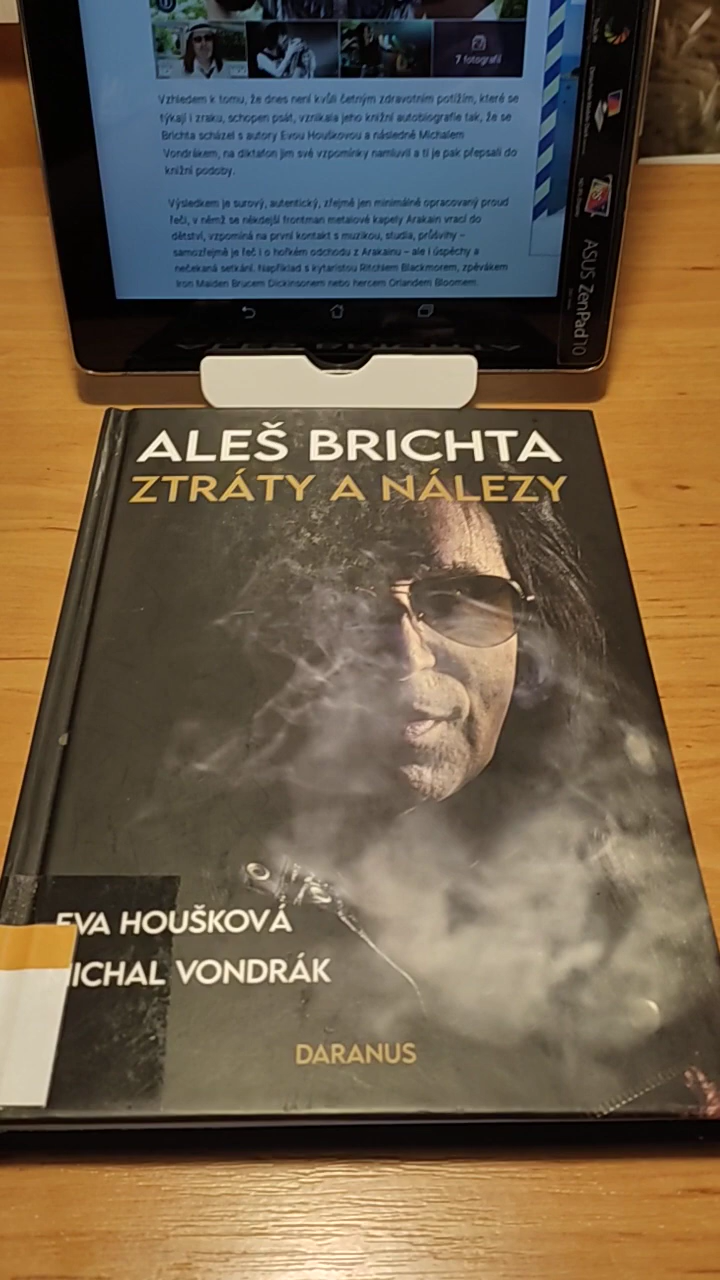 7 fotografií
Vzhledem k tomu, že dnes není kvůli četným zdravotním potížím, které se
týkají i zraku, schopen psát, vznikala jeho knižní autobiografie tak, že se
Brichta scházel s autory Evou Houškovou a následně Michalem
Vondrákem, na diktafon jim své vzpomínky namluvil a ti je pak přepsali do
knižní podoby.
Výsledkem je surový, autentický, zřejmě jen minimálně opracovaný proud
řeči, v němž se někdejší frontman metalové kapely Arakain vrací do
dětství, vzpomíná na první kontakt s muzikou, studia, průšvihy –
samozřejmě je řeč i o hořkém odchodu z Arakainu – ale i úspěchy a
nečekaná setkání. Například s kytaristou Ritchiem Blackmorem, zpěvákem
Iron Maiden Brucem Dickinsonem nebo hercem Orlandem Bloomem.
ASUS ZenPad 10
ALEŠ BRICHTA
ZTRÁTY A NÁLEZY
EVA HOUŠKOVÁ
MICHAL VONDRÁK
DARANUS